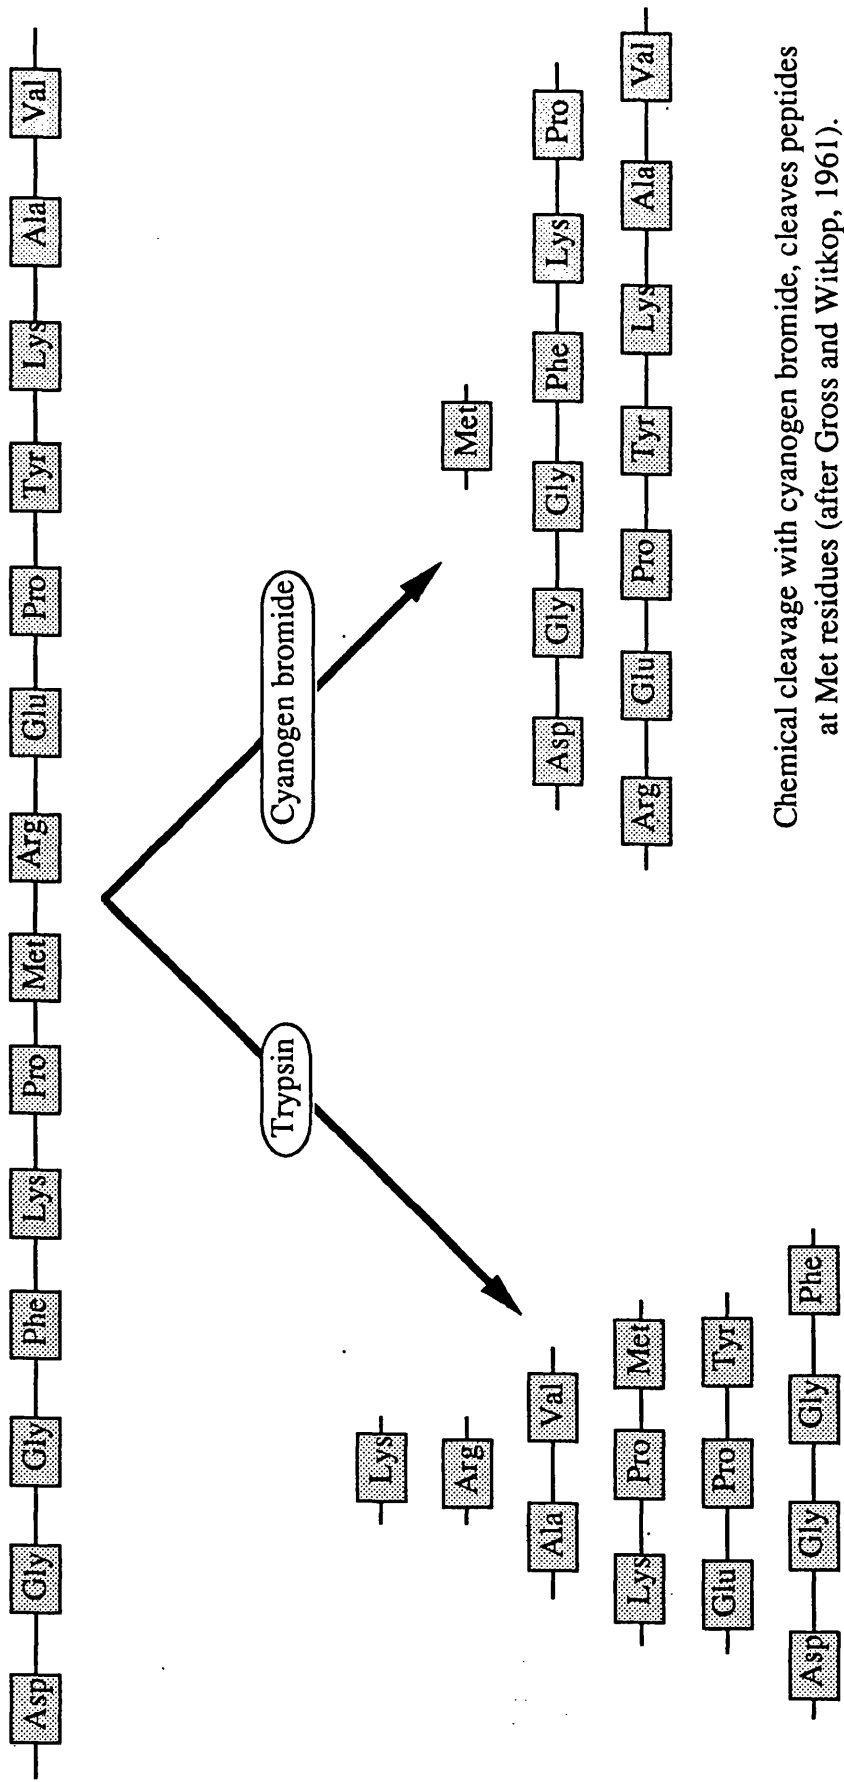 Asp Gly Gly Phe Lys Pro Met Arg Glu Pro Tyr Lys Ala Val
Trypsin
Cyanogen bromide
Lys
Arg
Ala Val
Lys Pro Met
Glu Pro Tyr
Asp Gly Gly Phe
Met
Asp Gly Gly Phe Lys Pro
Arg Glu Pro Tyr Lys Ala Val
Chemical cleavage with cyanogen bromide, cleaves peptides
at Met residues (after Gross and Witkop, 1961).